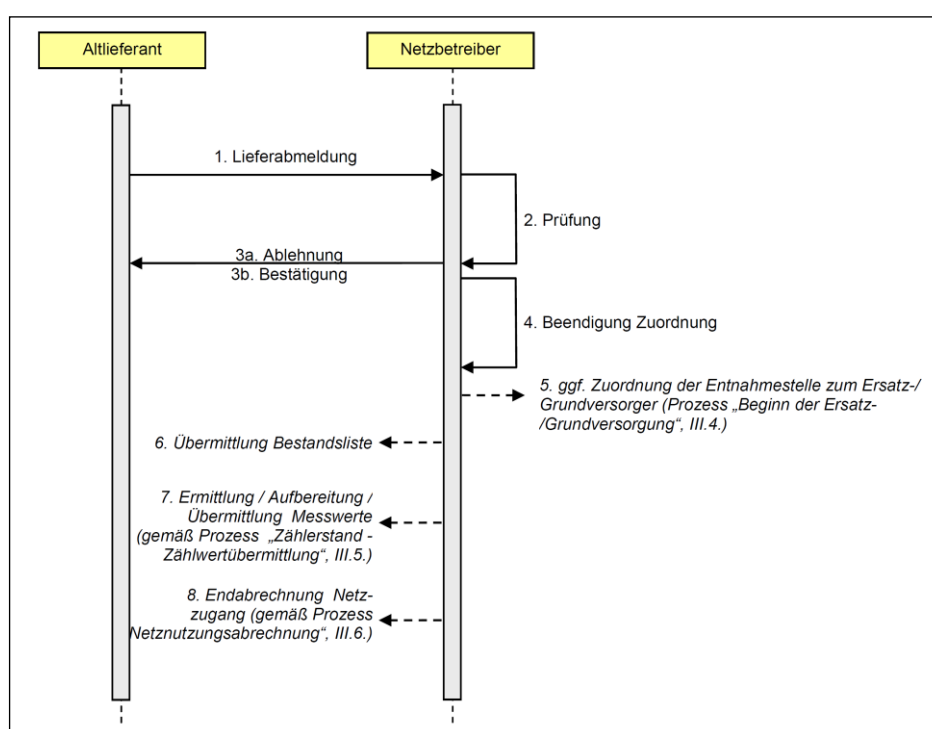 Altlieferant
Netzbetreiber
1. Lieferabmeldung
2. Prüfung
3a. Ablehnung
3b. Bestätigung
4. Beendigung Zuordnung
5. ggf. Zuordnung der Entnahmestelle zum Ersatz-/
Grundversorger (Prozess „Beginn der Ersatz-
/Grundversorgung“, III.4.)
6. Übermittlung Bestandsliste
7. Ermittlung / Aufbereitung /
Übermittlung Messwerte
(gemäß Prozess „Zählerstand -
Zählwertübermittlung“, III.5.)
8. Endabrechnung Netz-
zugang (gemäß Prozess
Netznutzungsabrechnung“, III.6.)